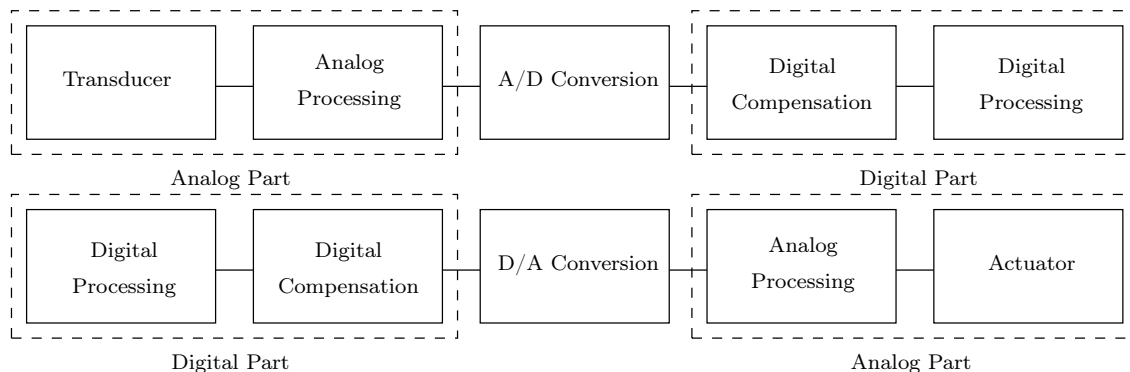 Transducer
Analog
Processing
A/D Conversion
Digital
Compensation
Digital
Processing
Analog Part
Digital Part
Digital
Processing
Digital
Compensation
D/A Conversion
Analog
Processing
Actuator
Digital Part
Analog Part